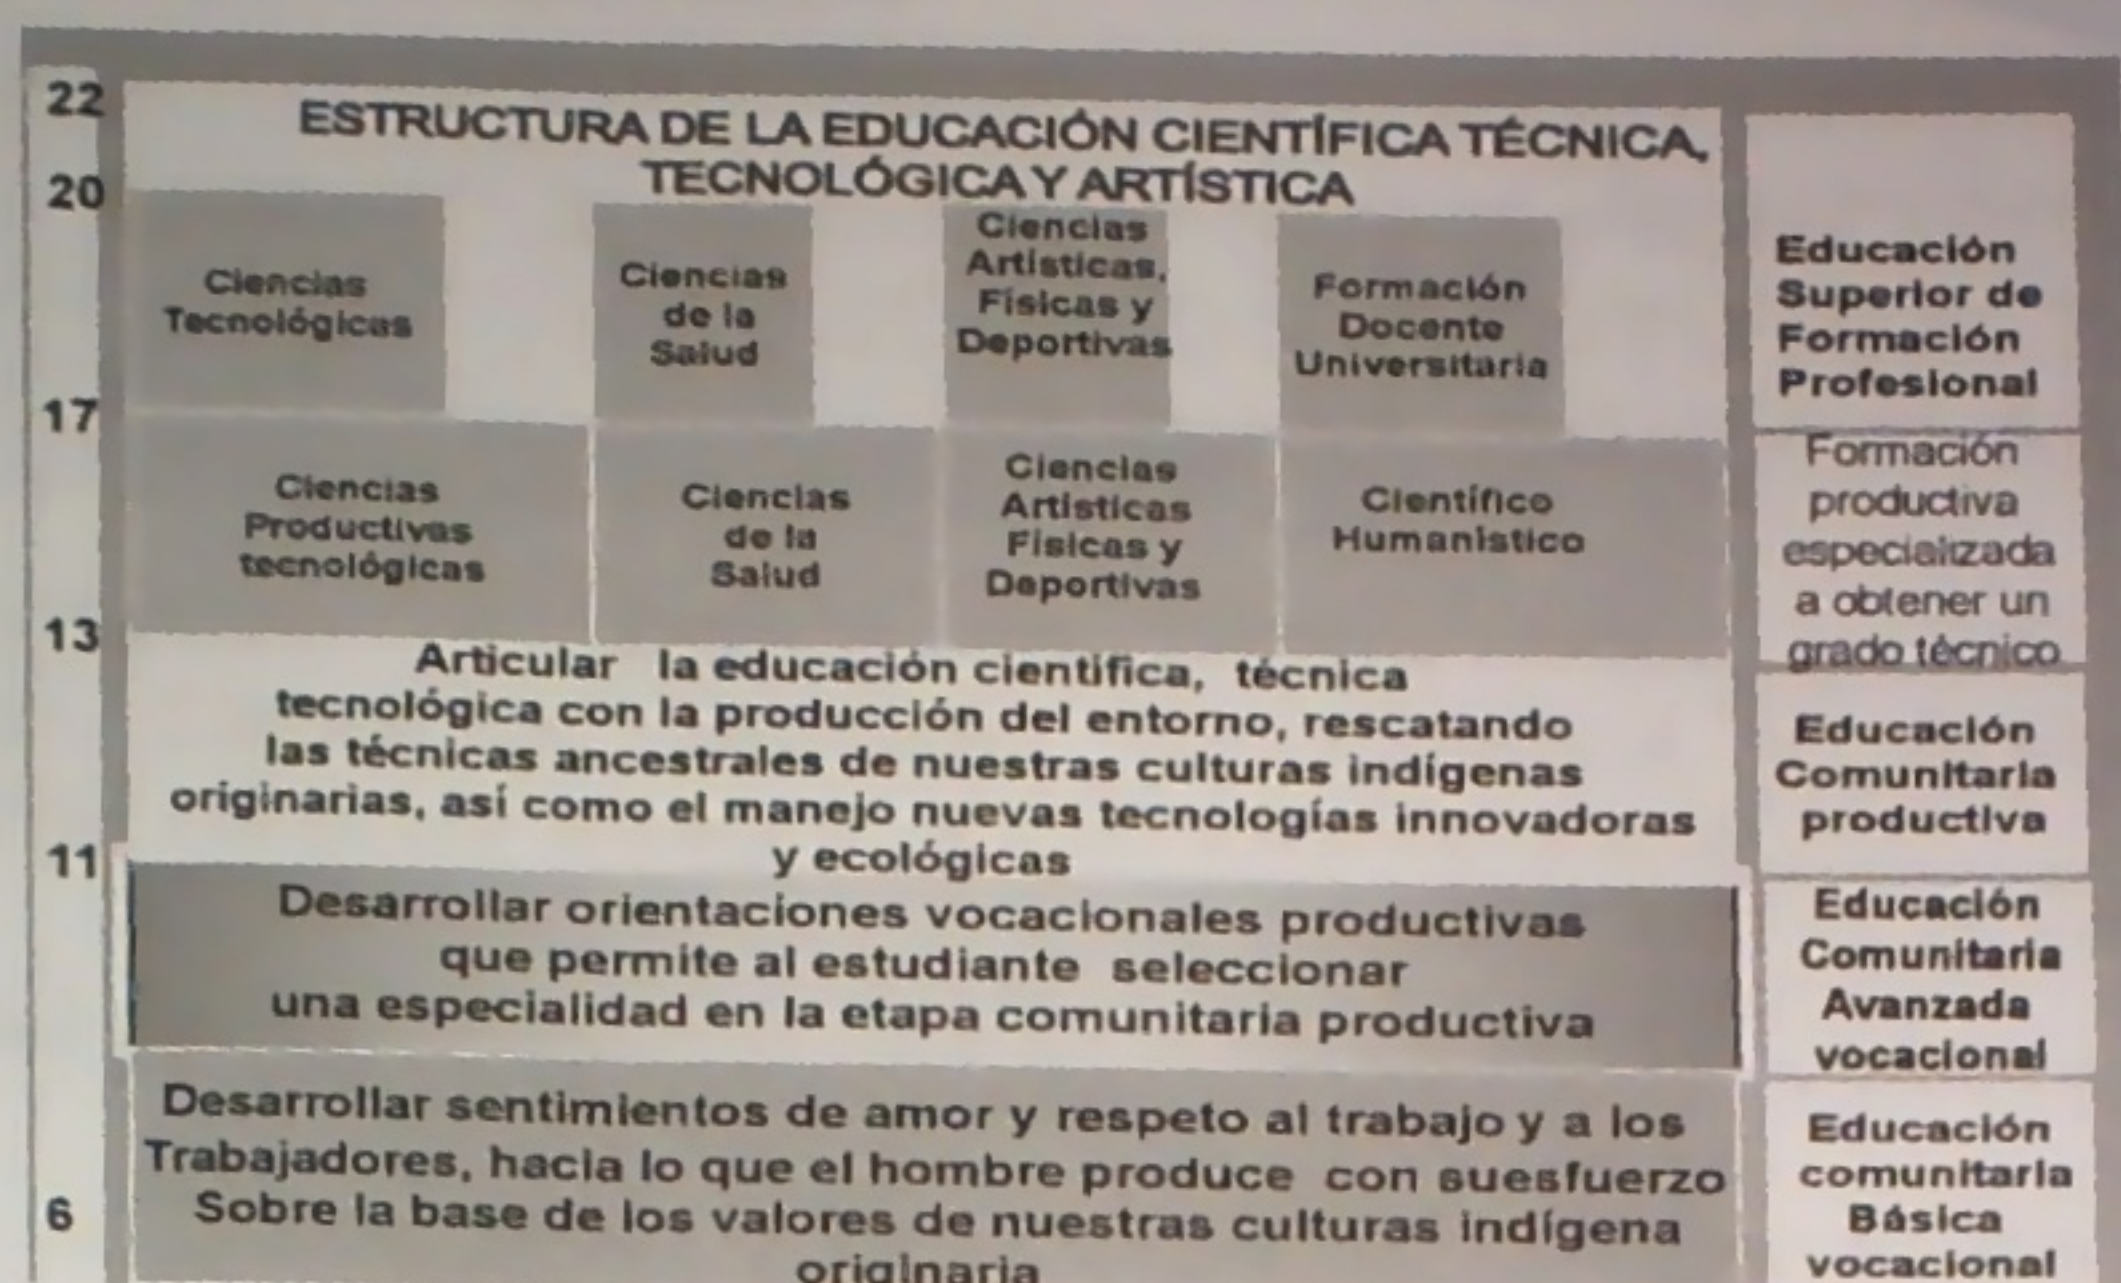 22
ESTRUCTURA DE LA EDUCACIÓN CIENTÍFICA TÉCNICA,
TECNOLÓGICA Y ARTÍSTICA
20
Ciencias
Tecnológicas
Ciencias
de la
Salud
Ciencias
Artísticas,
Físicas y
Deportivas
Formación
Docente
Universitaria
Educación
Superior de
Formación
Profesional
17
Ciencias
Productivas
tecnológicas
Ciencias
de la
Salud
Ciencias
Artísticas
Físicas y
Deportivas
Científico
Humanístico
Formación
productiva
especializada
a obtener un
grado técnico
13
Articular la educación científica, técnica
tecnológica con la producción del entorno, rescatando
las técnicas ancestrales de nuestras culturas indígenas
originarias, así como el manejo nuevas tecnologías innovadoras
y ecológicas
Educación
Comunitaria
productiva
11
Desarrollar orientaciones vocacionales productivas
que permite al estudiante seleccionar
una especialidad en la etapa comunitaria productiva
Educación
Comunitaria
Avanzada
vocacional
Desarrollar sentimientos de amor y respeto al trabajo y a los
Trabajadores, hacia lo que el hombre produce con suesfuerzo
Sobre la base de los valores de nuestras culturas indígena
originaria
6
Educación
comunitaria
Básica
vocacional